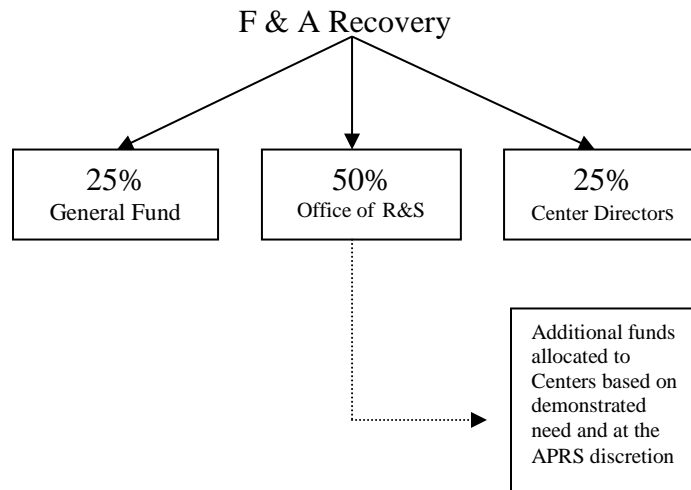 F & A Recovery
25%
General Fund
50%
Office of R&S
25%
Center Directors
Additional funds
allocated to
Centers based on
demonstrated
need and at the
APRS discretion